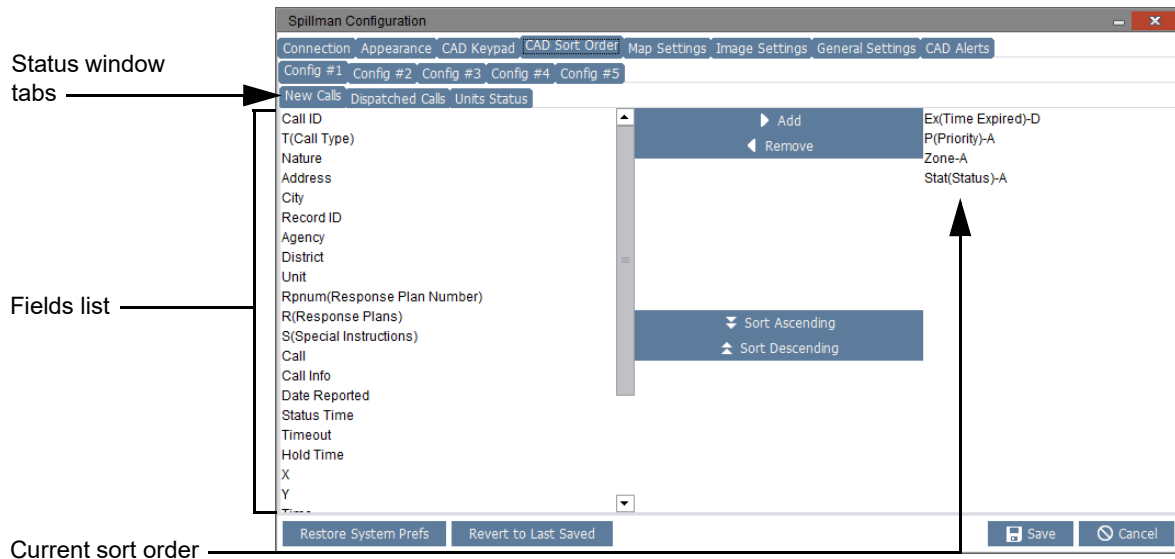 Spillman Configuration
Connection Appearance CAD Keypad CAD Sort Order Map Settings Image Settings General Settings CAD Alerts
Config #1 Config #2 Config #3 Config #4 Config #5
Status window
tabs
New Calls Dispatched Calls Units Status
Call ID
T(Call Type)
Nature
Address
City
Record ID
Agency
District
Unit
Rpnum(Response Plan Number)
R(Response Plans)
S(Special Instructions)
Call
Call Info
Date Reported
Status Time
Timeout
Hold Time
X
Y
Fields list
Add
Remove
Sort Ascending
Sort Descending
Ex(Time Expired)-D
P(Priority)-A
Zone-A
Stat(Status)-A
Restore System Prefs Revert to Last Saved Save Cancel
Current sort order